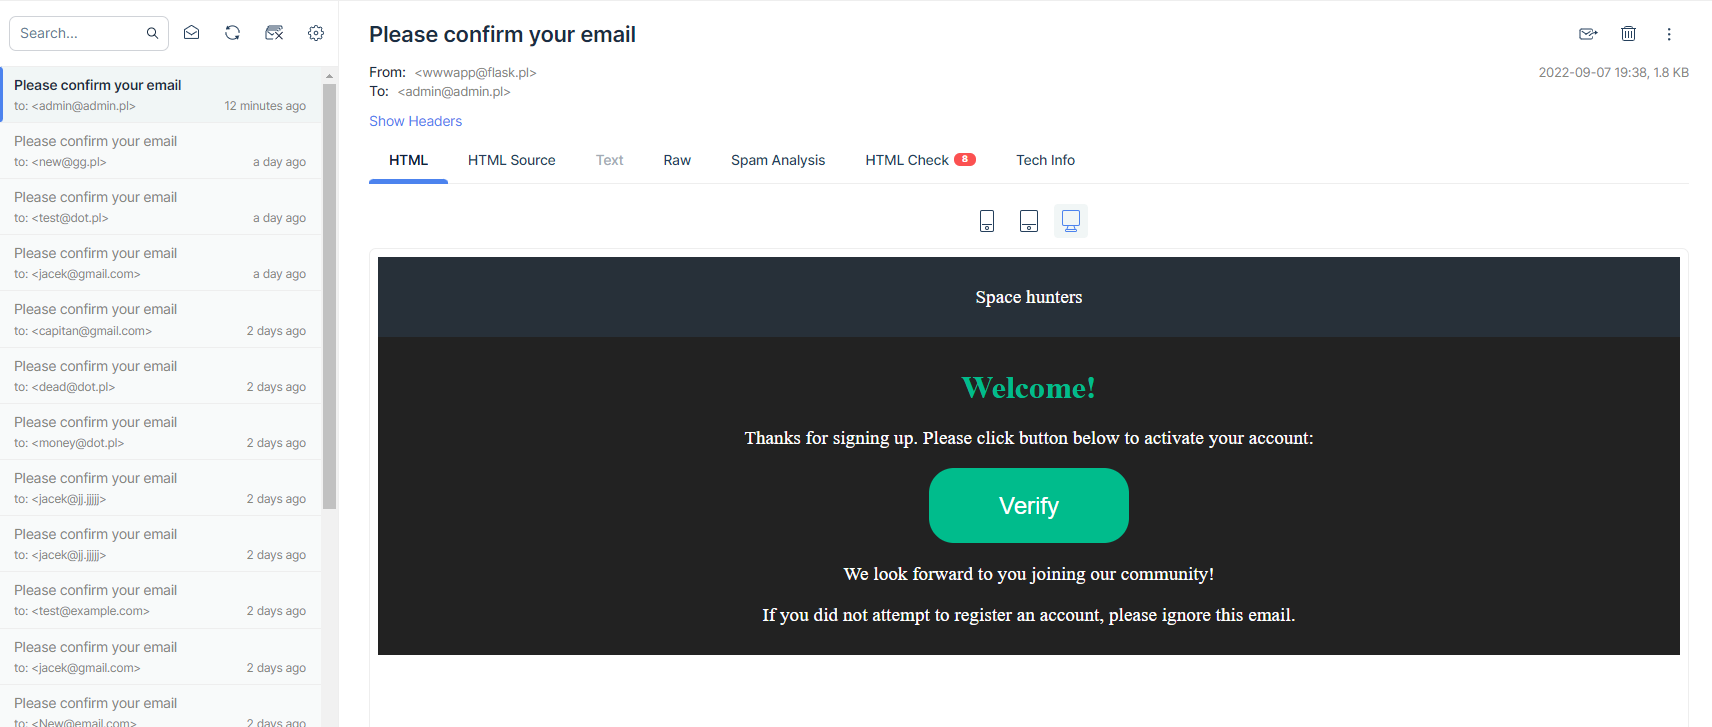 Search...
Please confirm your email
to: <admin@admin.pl> 12 minutes ago
Please confirm your email
to: <new@gg.pl> a day ago
Please confirm your email
to: <test@dot.pl> a day ago
Please confirm your email
to: <jacek@gmail.com> a day ago
Please confirm your email
to: <capitan@gmail.com> 2 days ago
Please confirm your email
to: <dead@dot.pl> 2 days ago
Please confirm your email
to: <money@dot.pl> 2 days ago
Please confirm your email
to: <jacek@jj.jjjjj> 2 days ago
Please confirm your email
to: <jacek@jj.jjjjj> 2 days ago
Please confirm your email
to: <test@example.com> 2 days ago
Please confirm your email
to: <jacek@gmail.com> 2 days ago
Please confirm your email
to: <New@email.com> 2 days ago
Please confirm your email
From: <wwwapp@flask.pl> 2022-09-07 19:38, 1.8 KB
To: <admin@admin.pl>
Show Headers
HTML HTML Source Text Raw Spam Analysis HTML Check 8 Tech Info
Space hunters
Welcome!
Thanks for signing up. Please click button below to activate your account:
Verify
We look forward to you joining our community!
If you did not attempt to register an account, please ignore this email.